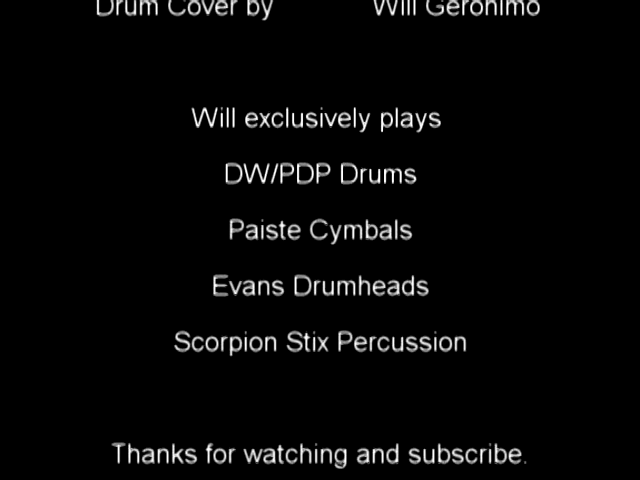 Drum Cover by Will Geronimo
Will exclusively plays
DW/PDP Drums
Paiste Cymbals
Evans Drumheads
Scorpion Stix Percussion
Thanks for watching and subscribe.